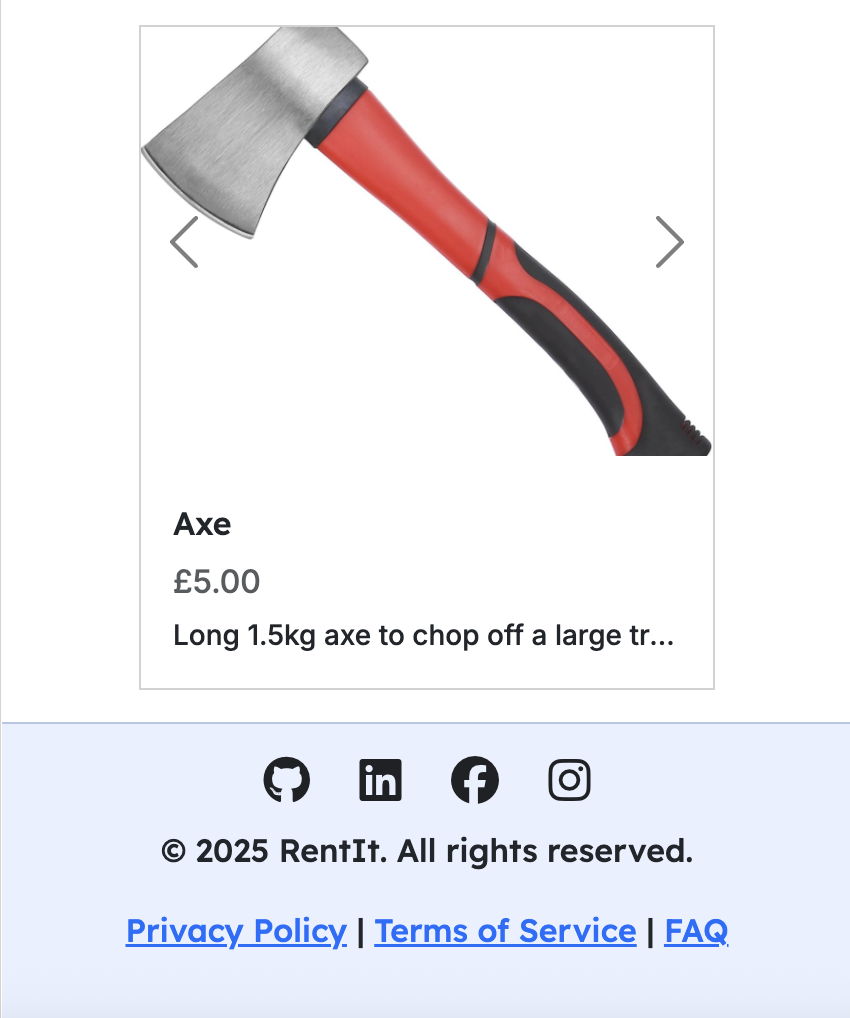 Axe
£5.00
Long 1.5kg axe to chop off a large tr...
© 2025 RentIt. All rights reserved.
Privacy Policy | Terms of Service | FAQ